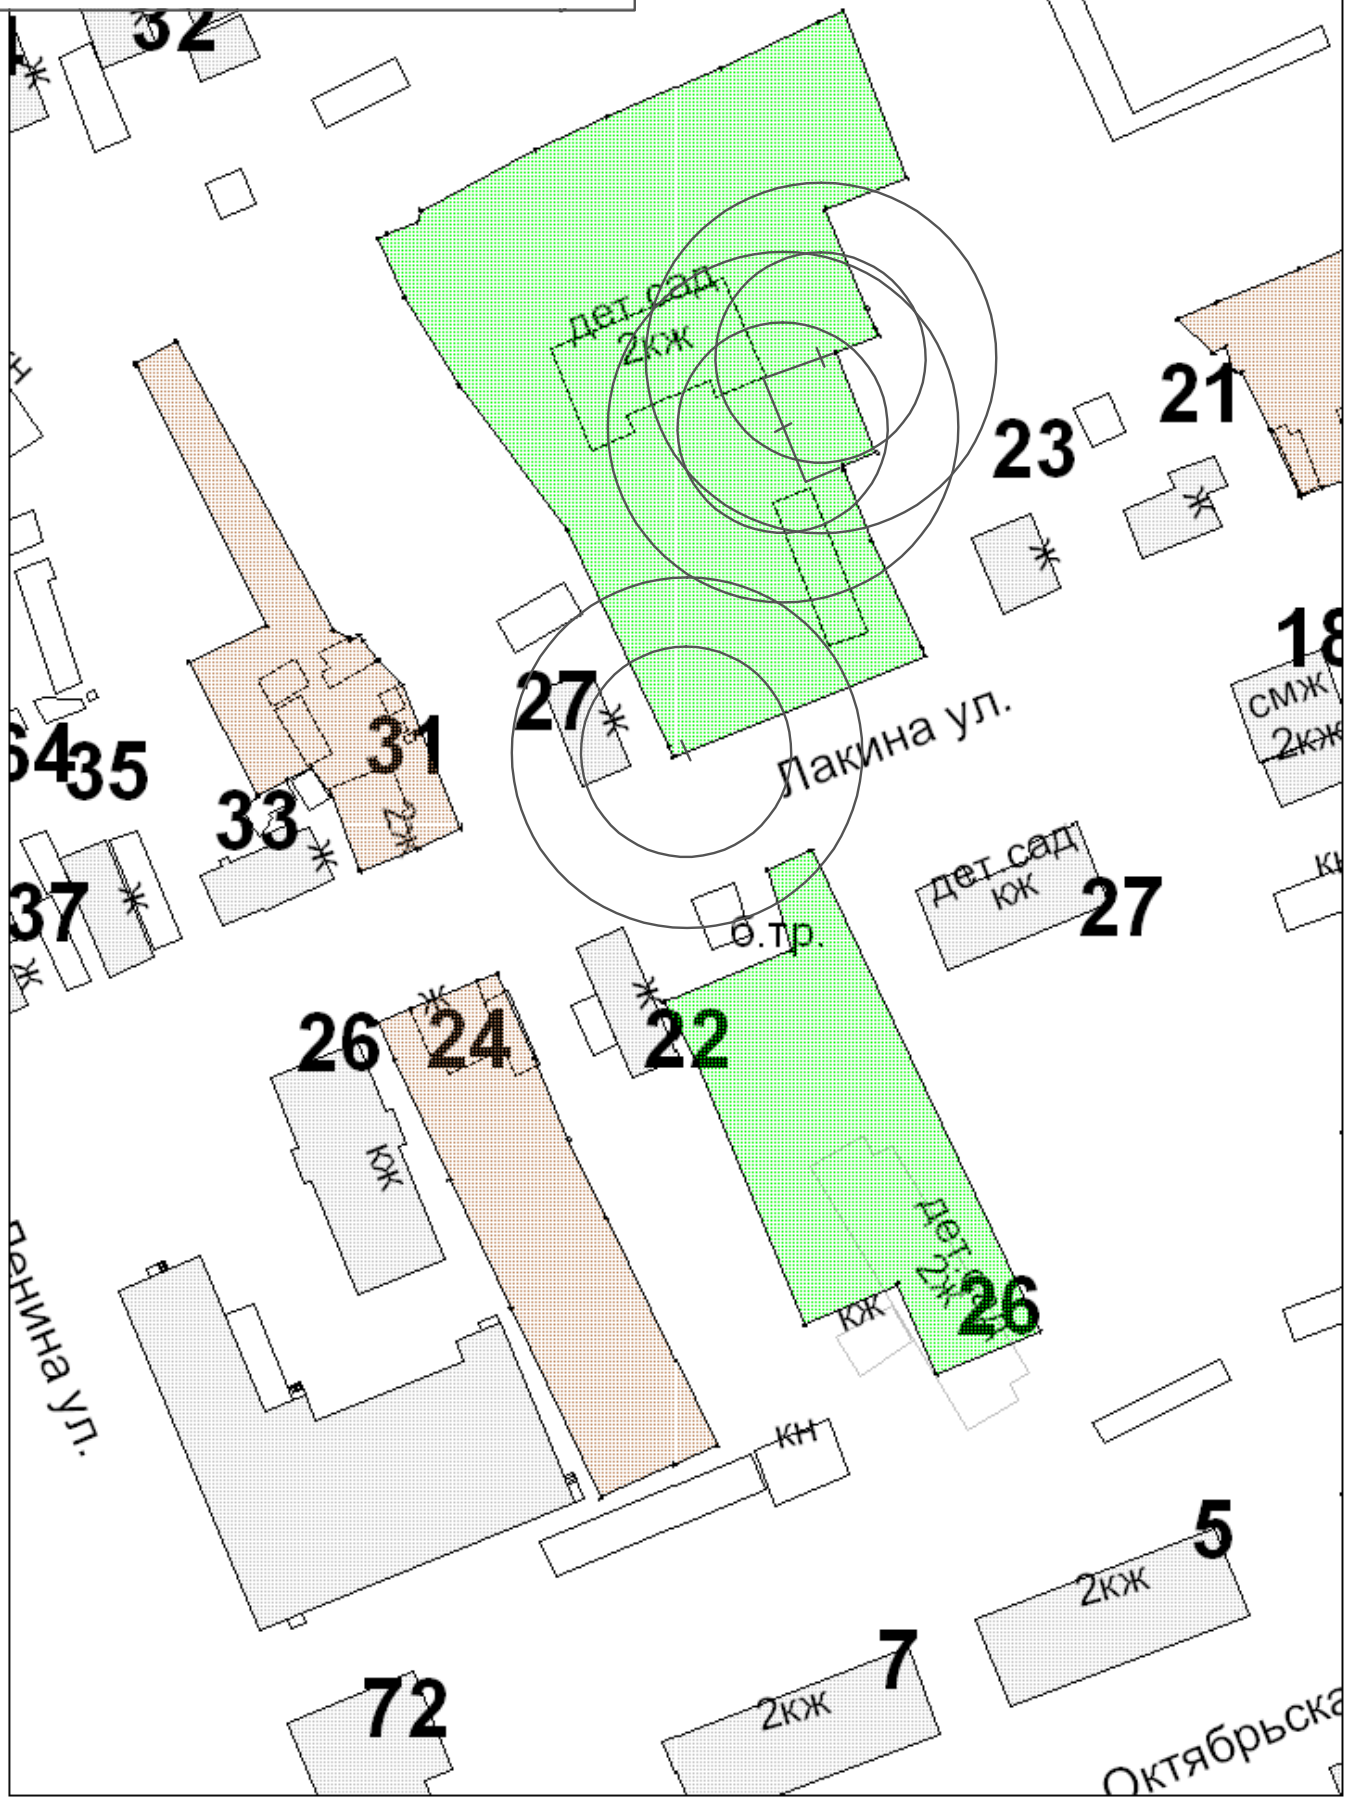 32
ж
дет.сад
2кж
21
23
ж
ж
18
смж
2кж
27
ж
Лакина ул.
31
2ж
64
35
33
ж
37
ж
ж
дет.сад
кж
27
о.тр.
ж
22
ж
24
26
кж
дет.
2ж
26
кж
Ленина ул.
кн
5
2кж
7
2кж
72
Октябрьска